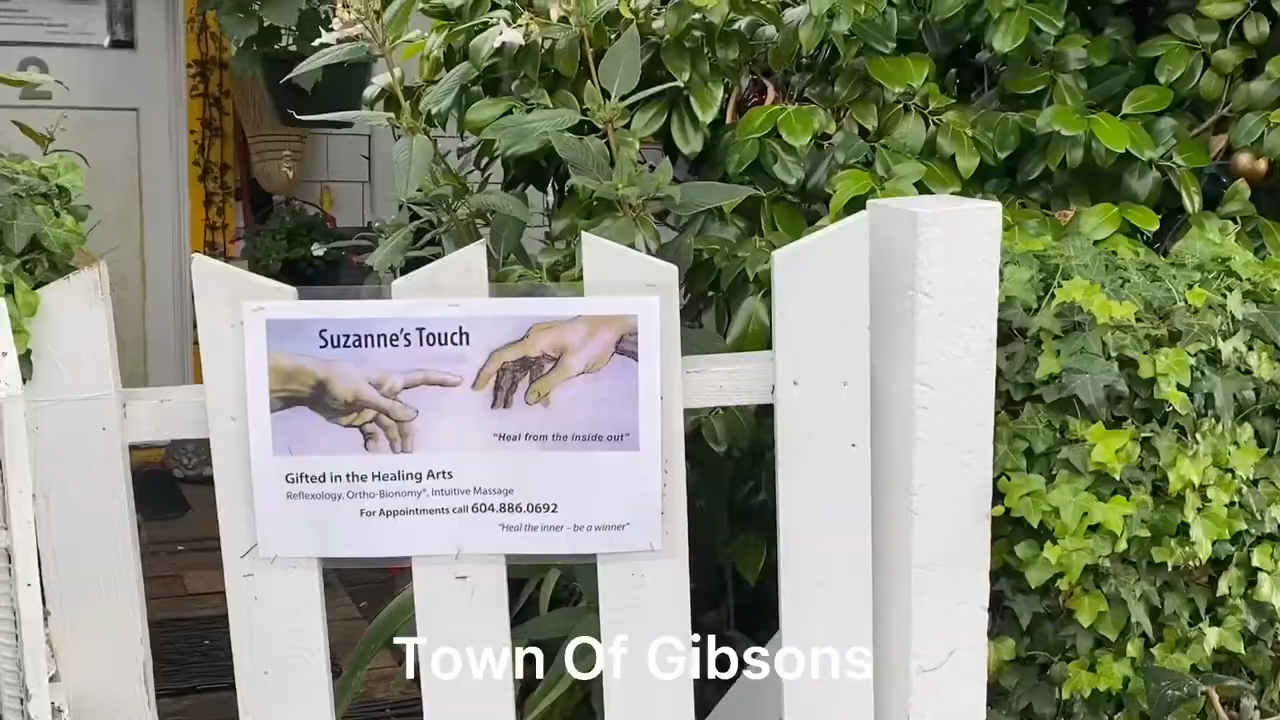 2
Suzanne's Touch
"Heal from the inside out"
Gifted in the Healing Arts
Reflexology, Ortho-Bionomy®, Intuitive Massage
For Appointments call 604.886.0692
"Heal the inner – be a winner"
Town Of Gibsons